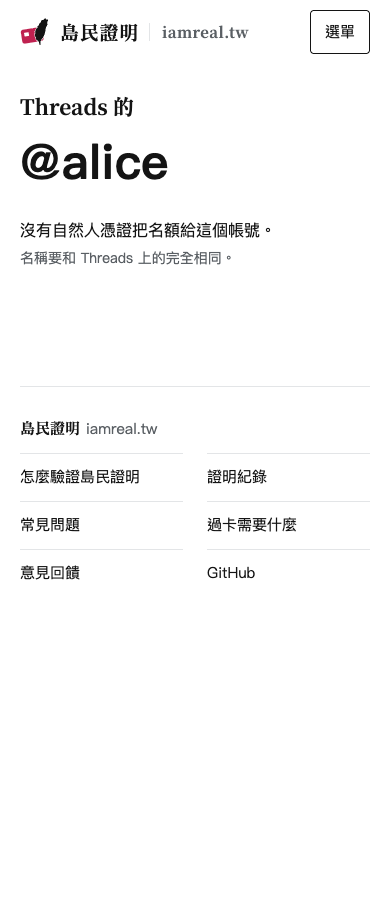 島民證明 iamreal.tw 選單
Threads 的
@alice
沒有自然人憑證把名額給這個帳號。
名稱要和 Threads 上的完全相同。
島民證明 iamreal.tw
怎麼驗證島民證明 證明紀錄
常見問題 過卡需要什麼
意見回饋 GitHub